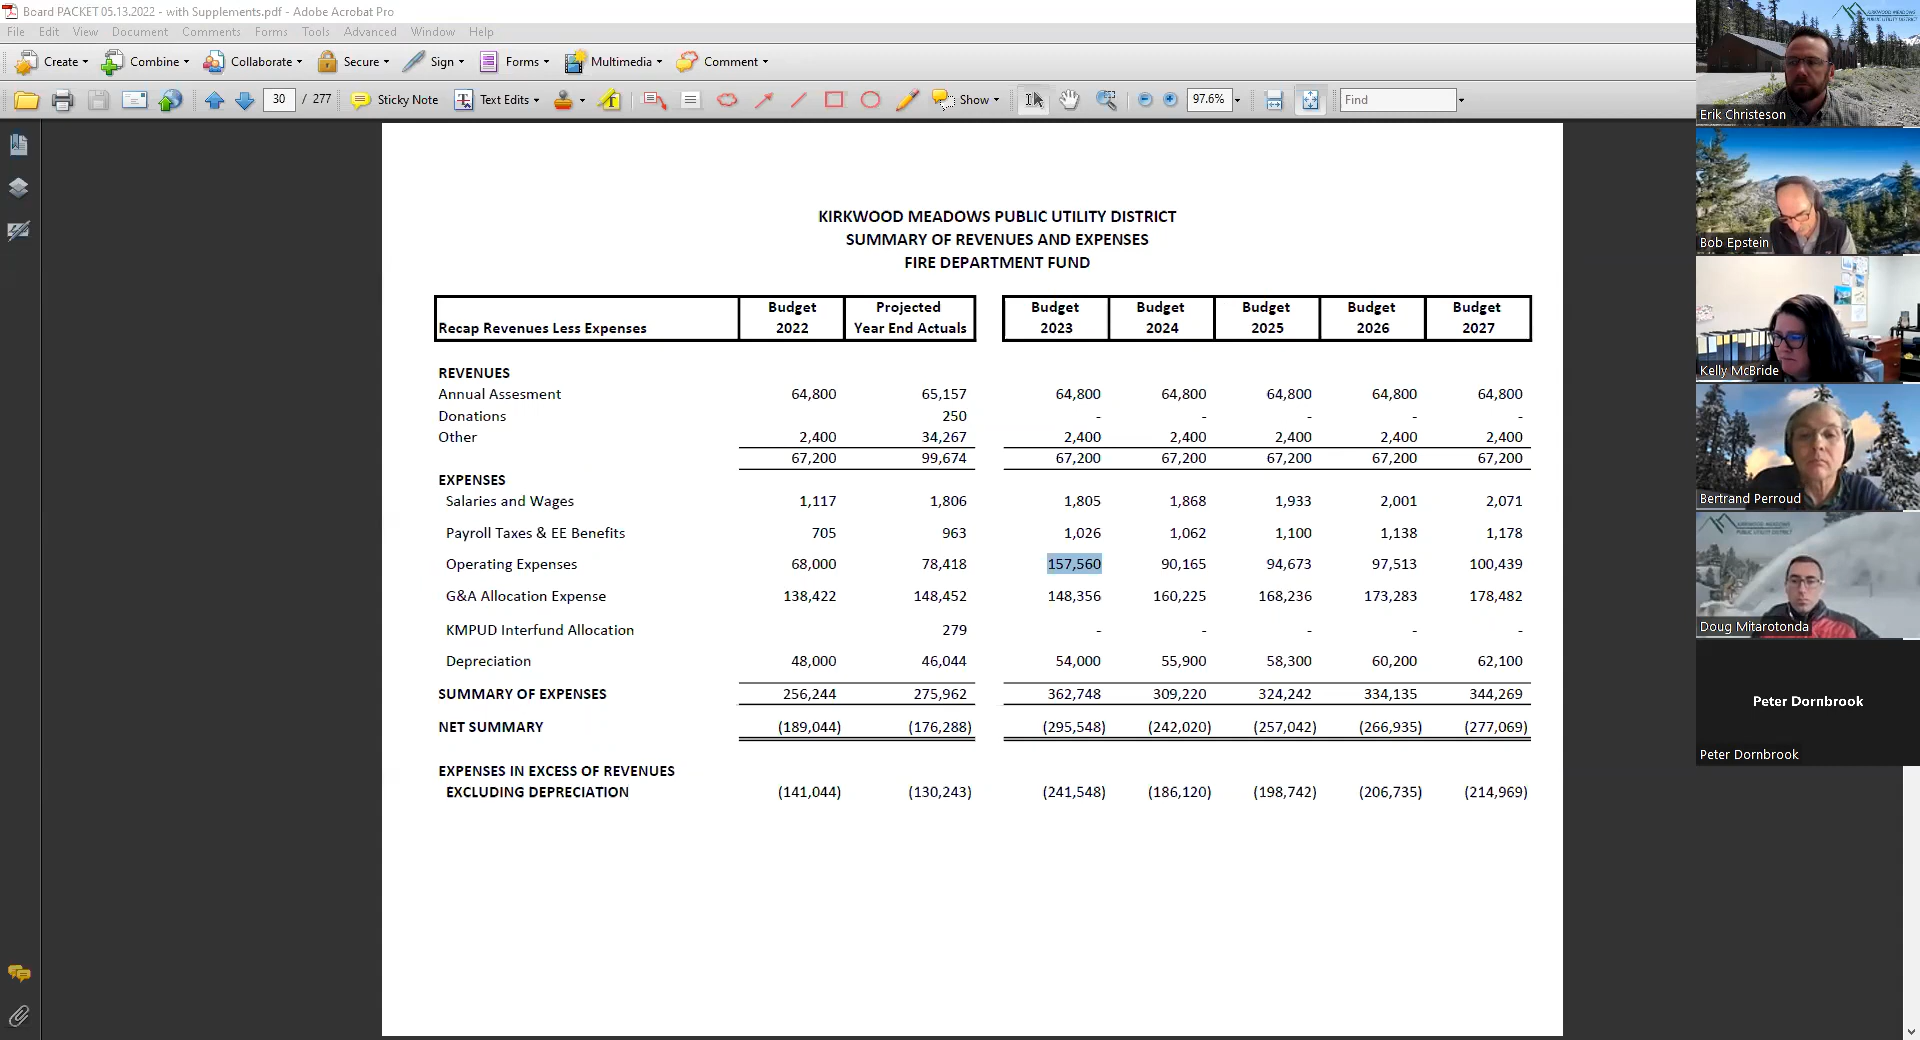 Board PACKET 05.13.2022 - with Supplements.pdf - Adobe Acrobat Pro
File Edit View Document Comments Forms Tools Advanced Window Help
Create Combine Collaborate Secure Sign Forms Multimedia Comment
30 / 277 Sticky Note Text Edits Show 97.6% Find
KIRKWOOD MEADOWS PUBLIC UTILITY DISTRICT
SUMMARY OF REVENUES AND EXPENSES
FIRE DEPARTMENT FUND
Budget Projected Budget Budget Budget Budget Budget
Recap Revenues Less Expenses 2022 Year End Actuals 2023 2024 2025 2026 2027
REVENUES
Annual Assesment 64,800 65,157 64,800 64,800 64,800 64,800 64,800
Donations 250 - - - - -
Other 2,400 34,267 2,400 2,400 2,400 2,400 2,400
67,200 99,674 67,200 67,200 67,200 67,200 67,200
EXPENSES
Salaries and Wages 1,117 1,806 1,805 1,868 1,933 2,001 2,071
Payroll Taxes & EE Benefits 705 963 1,026 1,062 1,100 1,138 1,178
Operating Expenses 68,000 78,418 157,560 90,165 94,673 97,513 100,439
G&A Allocation Expense 138,422 148,452 148,356 160,225 168,236 173,283 178,482
KMPUD Interfund Allocation 279 - - - - -
Depreciation 48,000 46,044 54,000 55,900 58,300 60,200 62,100
SUMMARY OF EXPENSES 256,244 275,962 362,748 309,220 324,242 334,135 344,269
NET SUMMARY (189,044) (176,288) (295,548) (242,020) (257,042) (266,935) (277,069)
EXPENSES IN EXCESS OF REVENUES
EXCLUDING DEPRECIATION (141,044) (130,243) (241,548) (186,120) (198,742) (206,735) (214,969)
KIRKWOOD MEADOWS
PUBLIC UTILITY DISTRICT
Erik Christeson
Bob Epstein
Kelly McBride
Bertrand Perroud
KIRKWOOD MEADOWS
PUBLIC UTILITY DISTRICT
Doug Mitarotonda
Peter Dornbrook
Peter Dornbrook